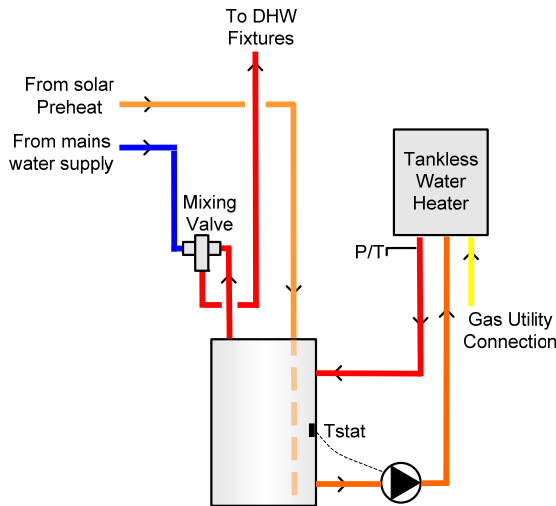 To DHW
Fixtures
From solar
Preheat
From mains
water supply
Mixing
Valve
Tankless
Water
Heater
P/T
Gas Utility
Connection
Tstat